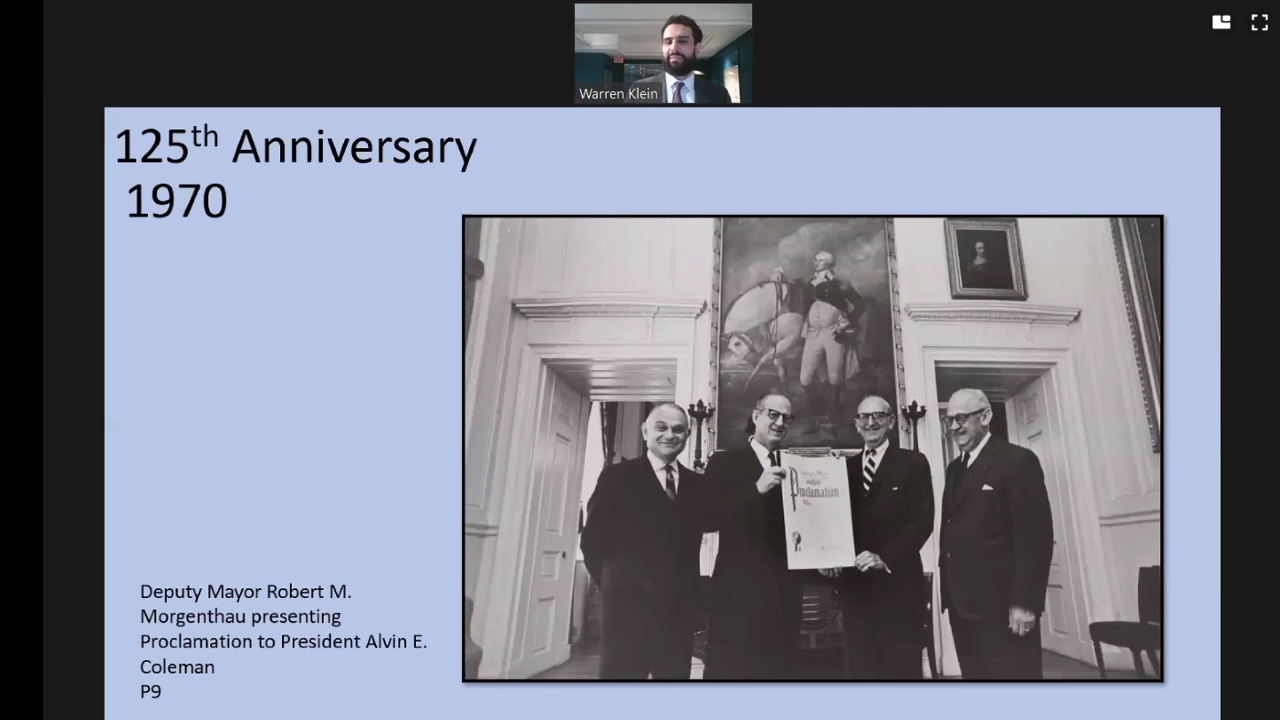 Warren Klein
125th Anniversary
1970
Proclamation
Deputy Mayor Robert M.
Morgenthau presenting
Proclamation to President Alvin E.
Coleman
P9